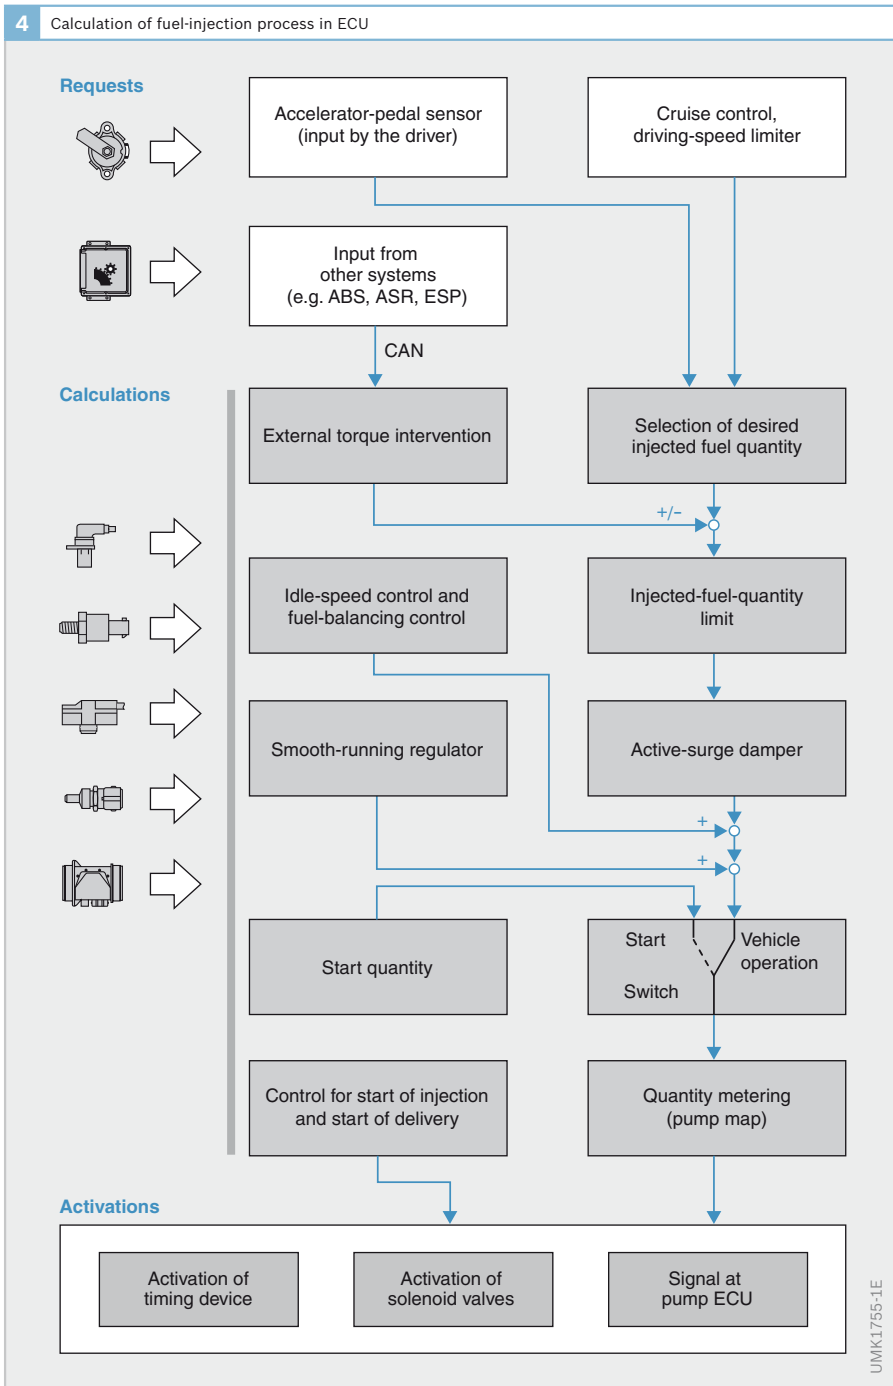 4 Calculation of fuel-injection process in ECU
Requests
Accelerator-pedal sensor
(input by the driver)
Cruise control,
driving-speed limiter
Input from
other systems
(e.g. ABS, ASR, ESP)
CAN
Calculations
External torque intervention
Selection of desired
injected fuel quantity
+/–
Idle-speed control and
fuel-balancing control
Injected-fuel-quantity
limit
Smooth-running regulator
Active-surge damper
+
+
Start quantity
Start
Vehicle
operation
Switch
Control for start of injection
and start of delivery
Quantity metering
(pump map)
Activations
Activation of
timing device
Activation of
solenoid valves
Signal at
pump ECU
UMK1755-1E